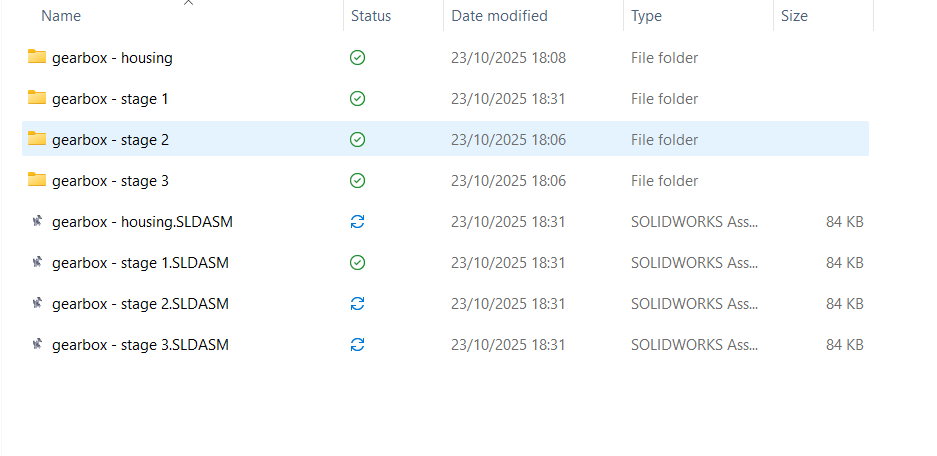 Name Status Date modified Type Size
gearbox - housing 23/10/2025 18:08 File folder
gearbox - stage 1 23/10/2025 18:31 File folder
gearbox - stage 2 23/10/2025 18:06 File folder
gearbox - stage 3 23/10/2025 18:06 File folder
gearbox - housing.SLDASM 23/10/2025 18:31 SOLIDWORKS Ass... 84 KB
gearbox - stage 1.SLDASM 23/10/2025 18:31 SOLIDWORKS Ass... 84 KB
gearbox - stage 2.SLDASM 23/10/2025 18:31 SOLIDWORKS Ass... 84 KB
gearbox - stage 3.SLDASM 23/10/2025 18:31 SOLIDWORKS Ass... 84 KB